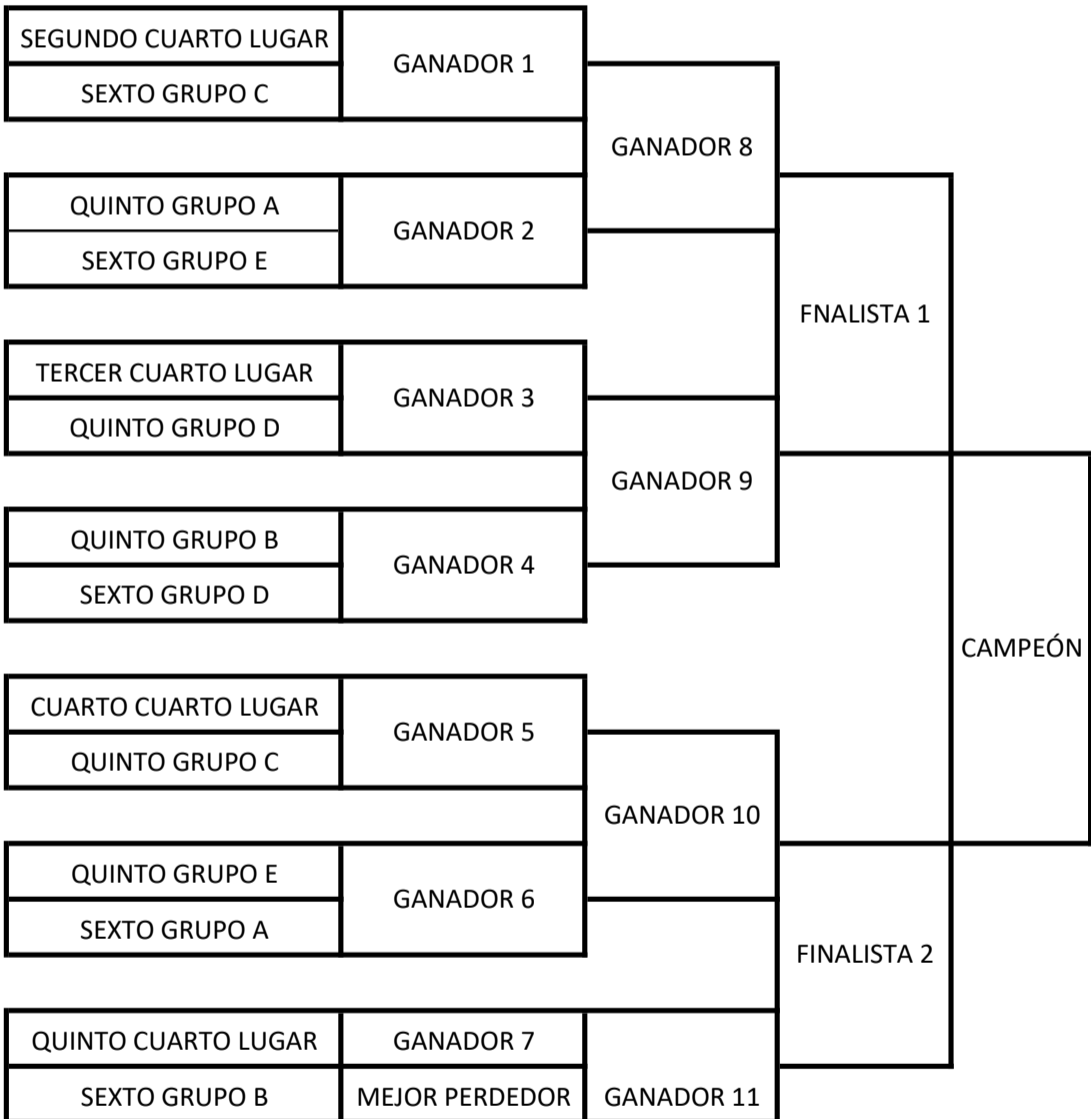 SEGUNDO CUARTO LUGAR
GANADOR 1
SEXTO GRUPO C
GANADOR 8
QUINTO GRUPO A
GANADOR 2
SEXTO GRUPO E
FNALISTA 1
TERCER CUARTO LUGAR
GANADOR 3
QUINTO GRUPO D
GANADOR 9
QUINTO GRUPO B
GANADOR 4
SEXTO GRUPO D
CAMPEÓN
CUARTO CUARTO LUGAR
GANADOR 5
QUINTO GRUPO C
GANADOR 10
QUINTO GRUPO E
GANADOR 6
SEXTO GRUPO A
FINALISTA 2
QUINTO CUARTO LUGAR
GANADOR 7
SEXTO GRUPO B
MEJOR PERDEDOR
GANADOR 11